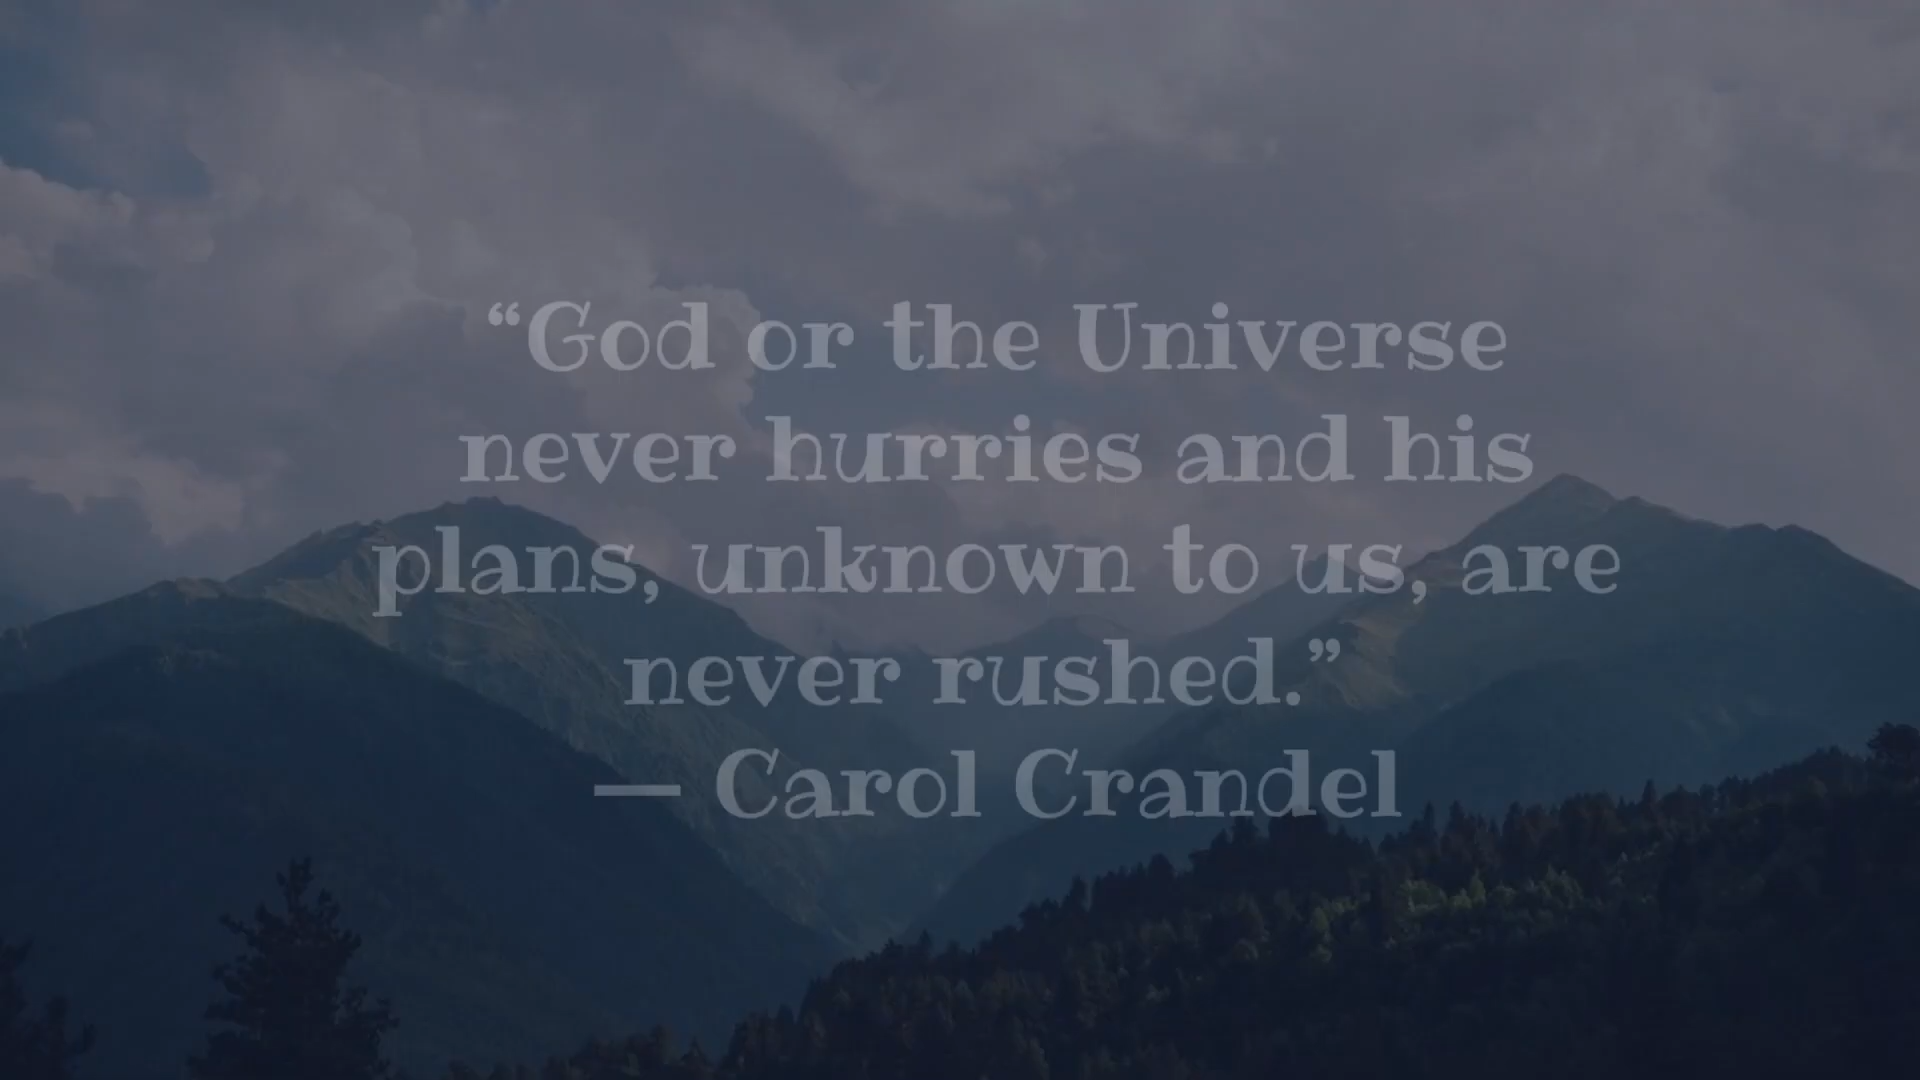 “God or the Universe
never hurries and his
plans, unknown to us, are
never rushed.”
— Carol Crandel